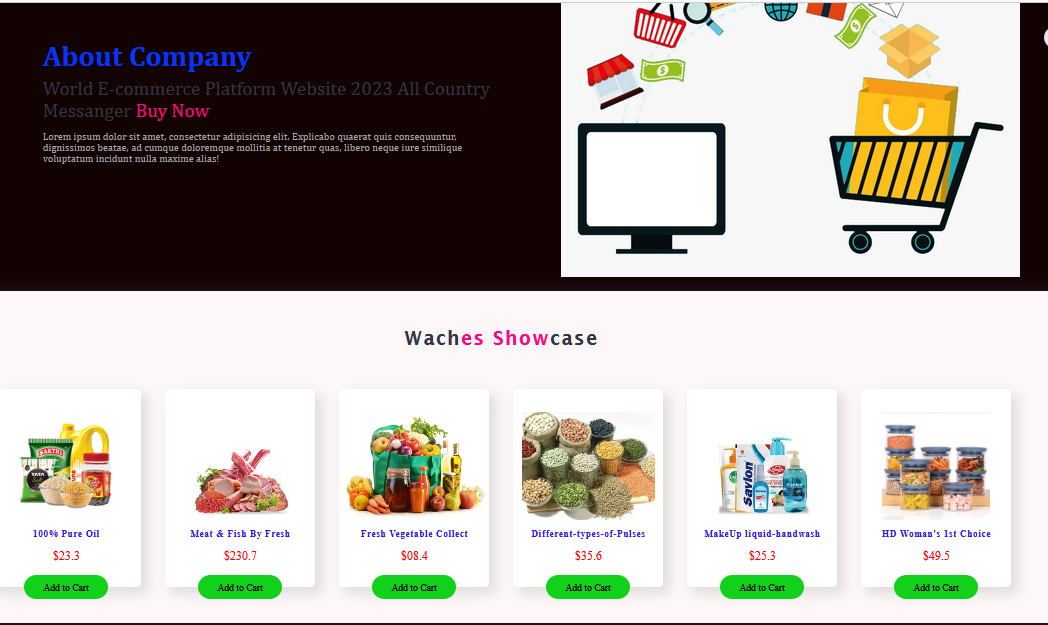 About Company
World E-commerce Platform Website 2023 All Country
Messanger Buy Now
Lorem ipsum dolor sit amet, consectetur adipisicing elit. Explicabo quaerat quis consequuntur,
dignissimos beatae, ad cumque doloremque mollitia at tenetur quas, libero neque iure similique
voluptatum incidunt nulla maxime alias!
$
$
Waches Showcase
SAKTHI
TATA
Savlon
100% Pure Oil
$23.3
Add to Cart
Meat & Fish By Fresh
$230.7
Add to Cart
Fresh Vegetable Collect
$08.4
Add to Cart
Different-types-of-Pulses
$35.6
Add to Cart
MakeUp liquid-handwash
$25.3
Add to Cart
HD Woman's 1st Choice
$49.5
Add to Cart